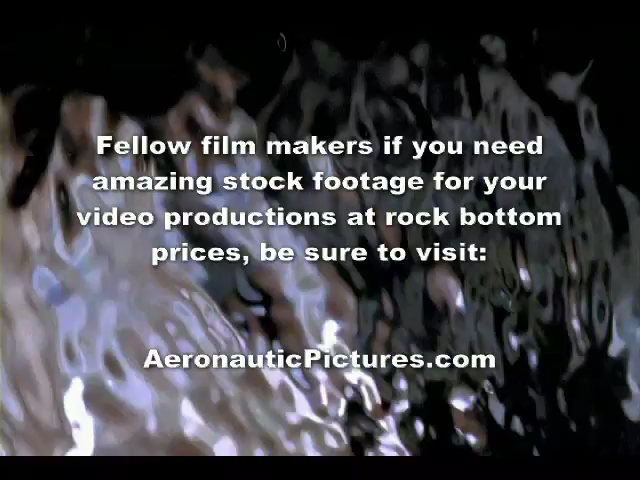 Fellow film makers if you need
amazing stock footage for your
video productions at rock bottom
prices, be sure to visit:
AeronauticPictures.com